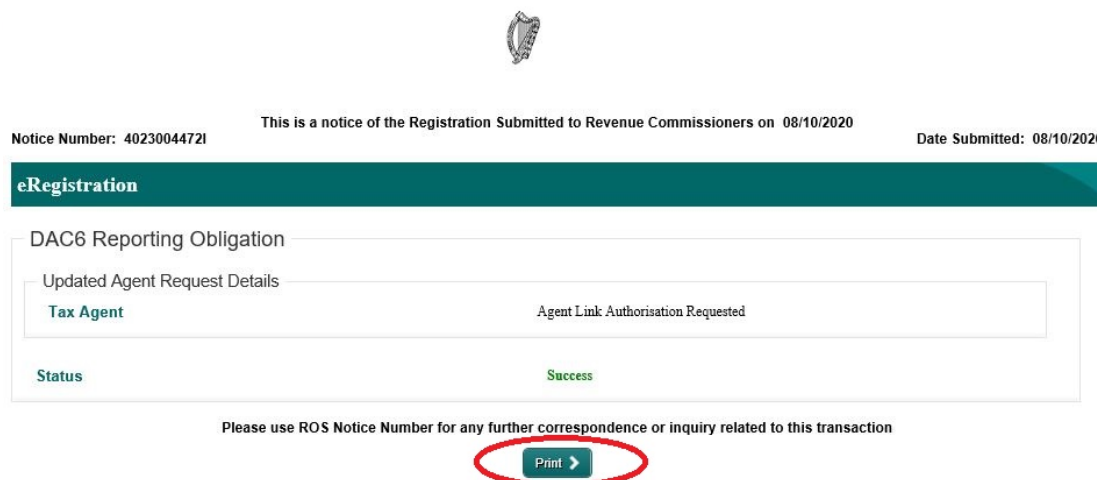 This is a notice of the Registration Submitted to Revenue Commissioners on 08/10/2020
Notice Number: 4023004472I
Date Submitted: 08/10/2020
eRegistration
DAC6 Reporting Obligation
Updated Agent Request Details
Tax Agent Agent Link Authorisation Requested
Status Success
Please use ROS Notice Number for any further correspondence or inquiry related to this transaction
Print